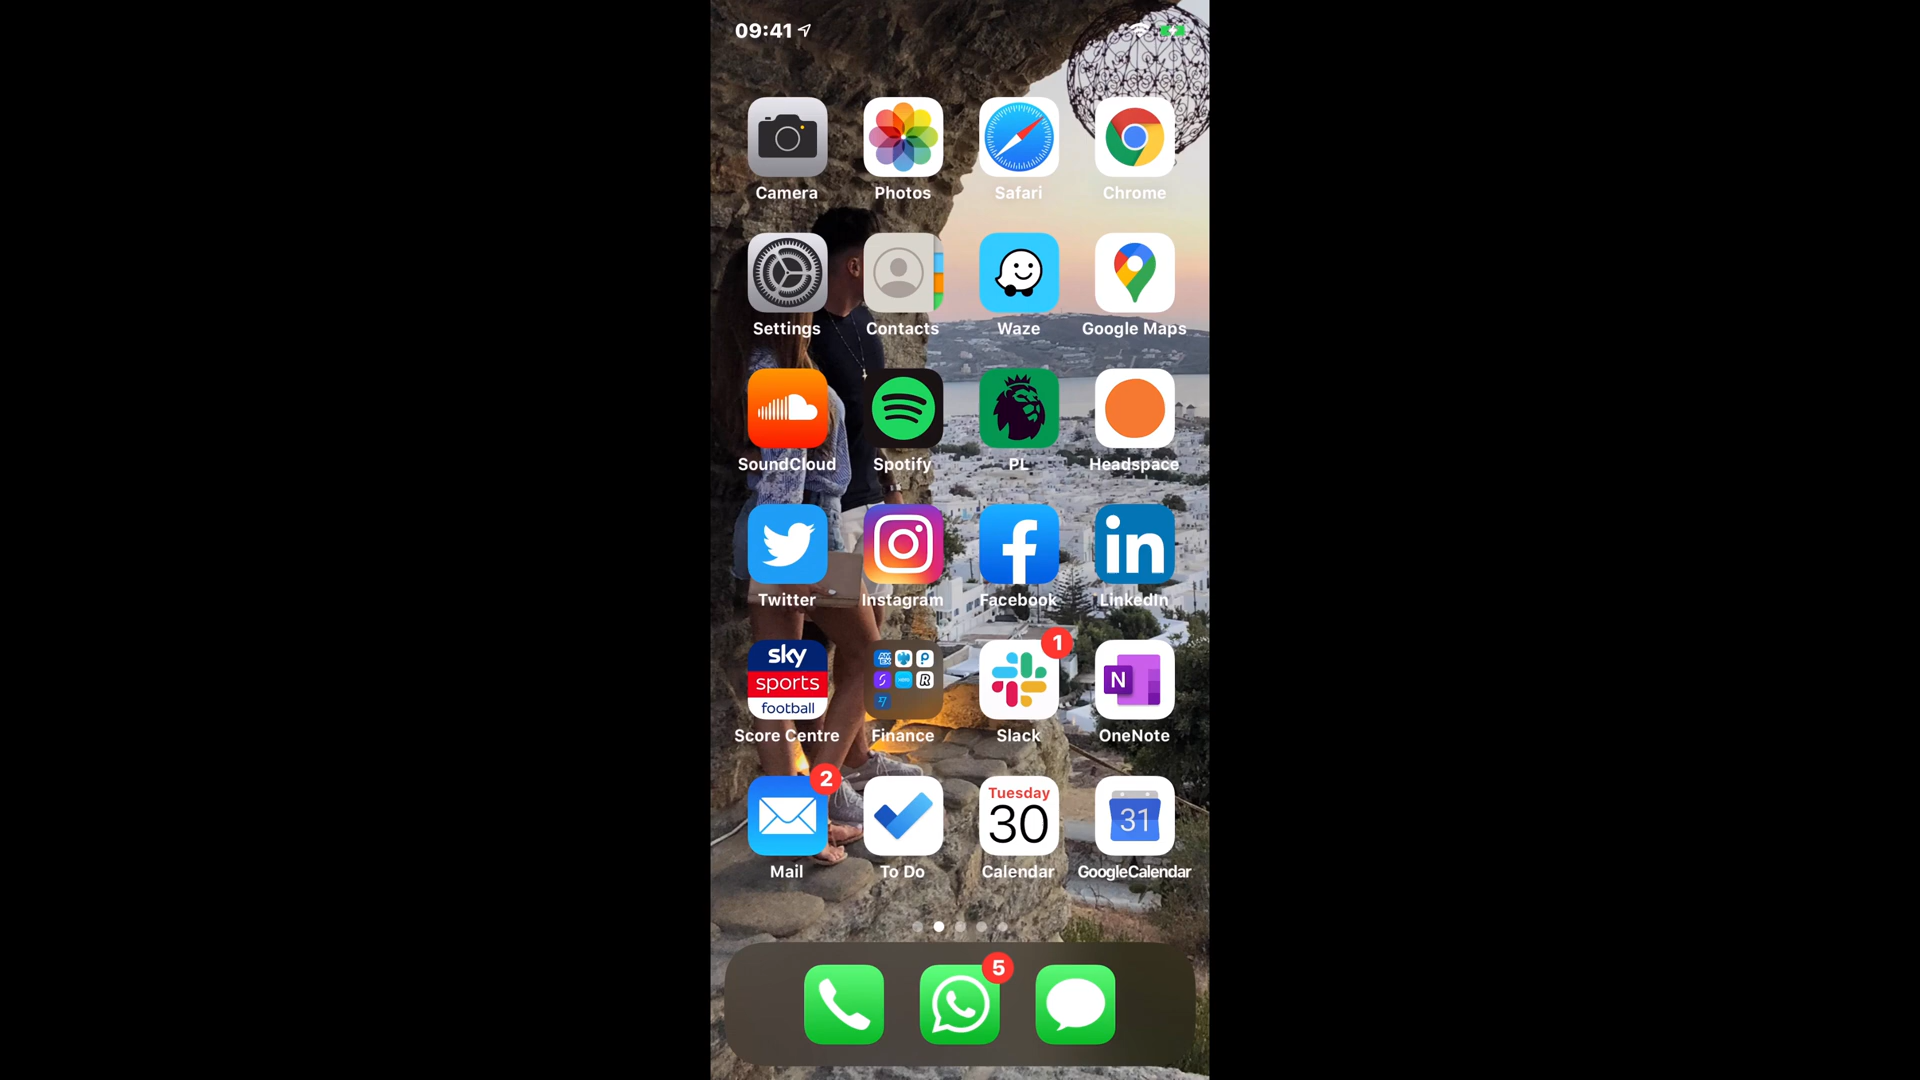 09:41
Camera Photos Safari Chrome
Settings Contacts Waze Google Maps
SoundCloud Spotify PL Headspace
in
Twitter Instagram Facebook LinkedIn
sky
sports
football
N
1
Score Centre Finance Slack OneNote
2
Tuesday
30
31
Mail To Do Calendar GoogleCalendar
5